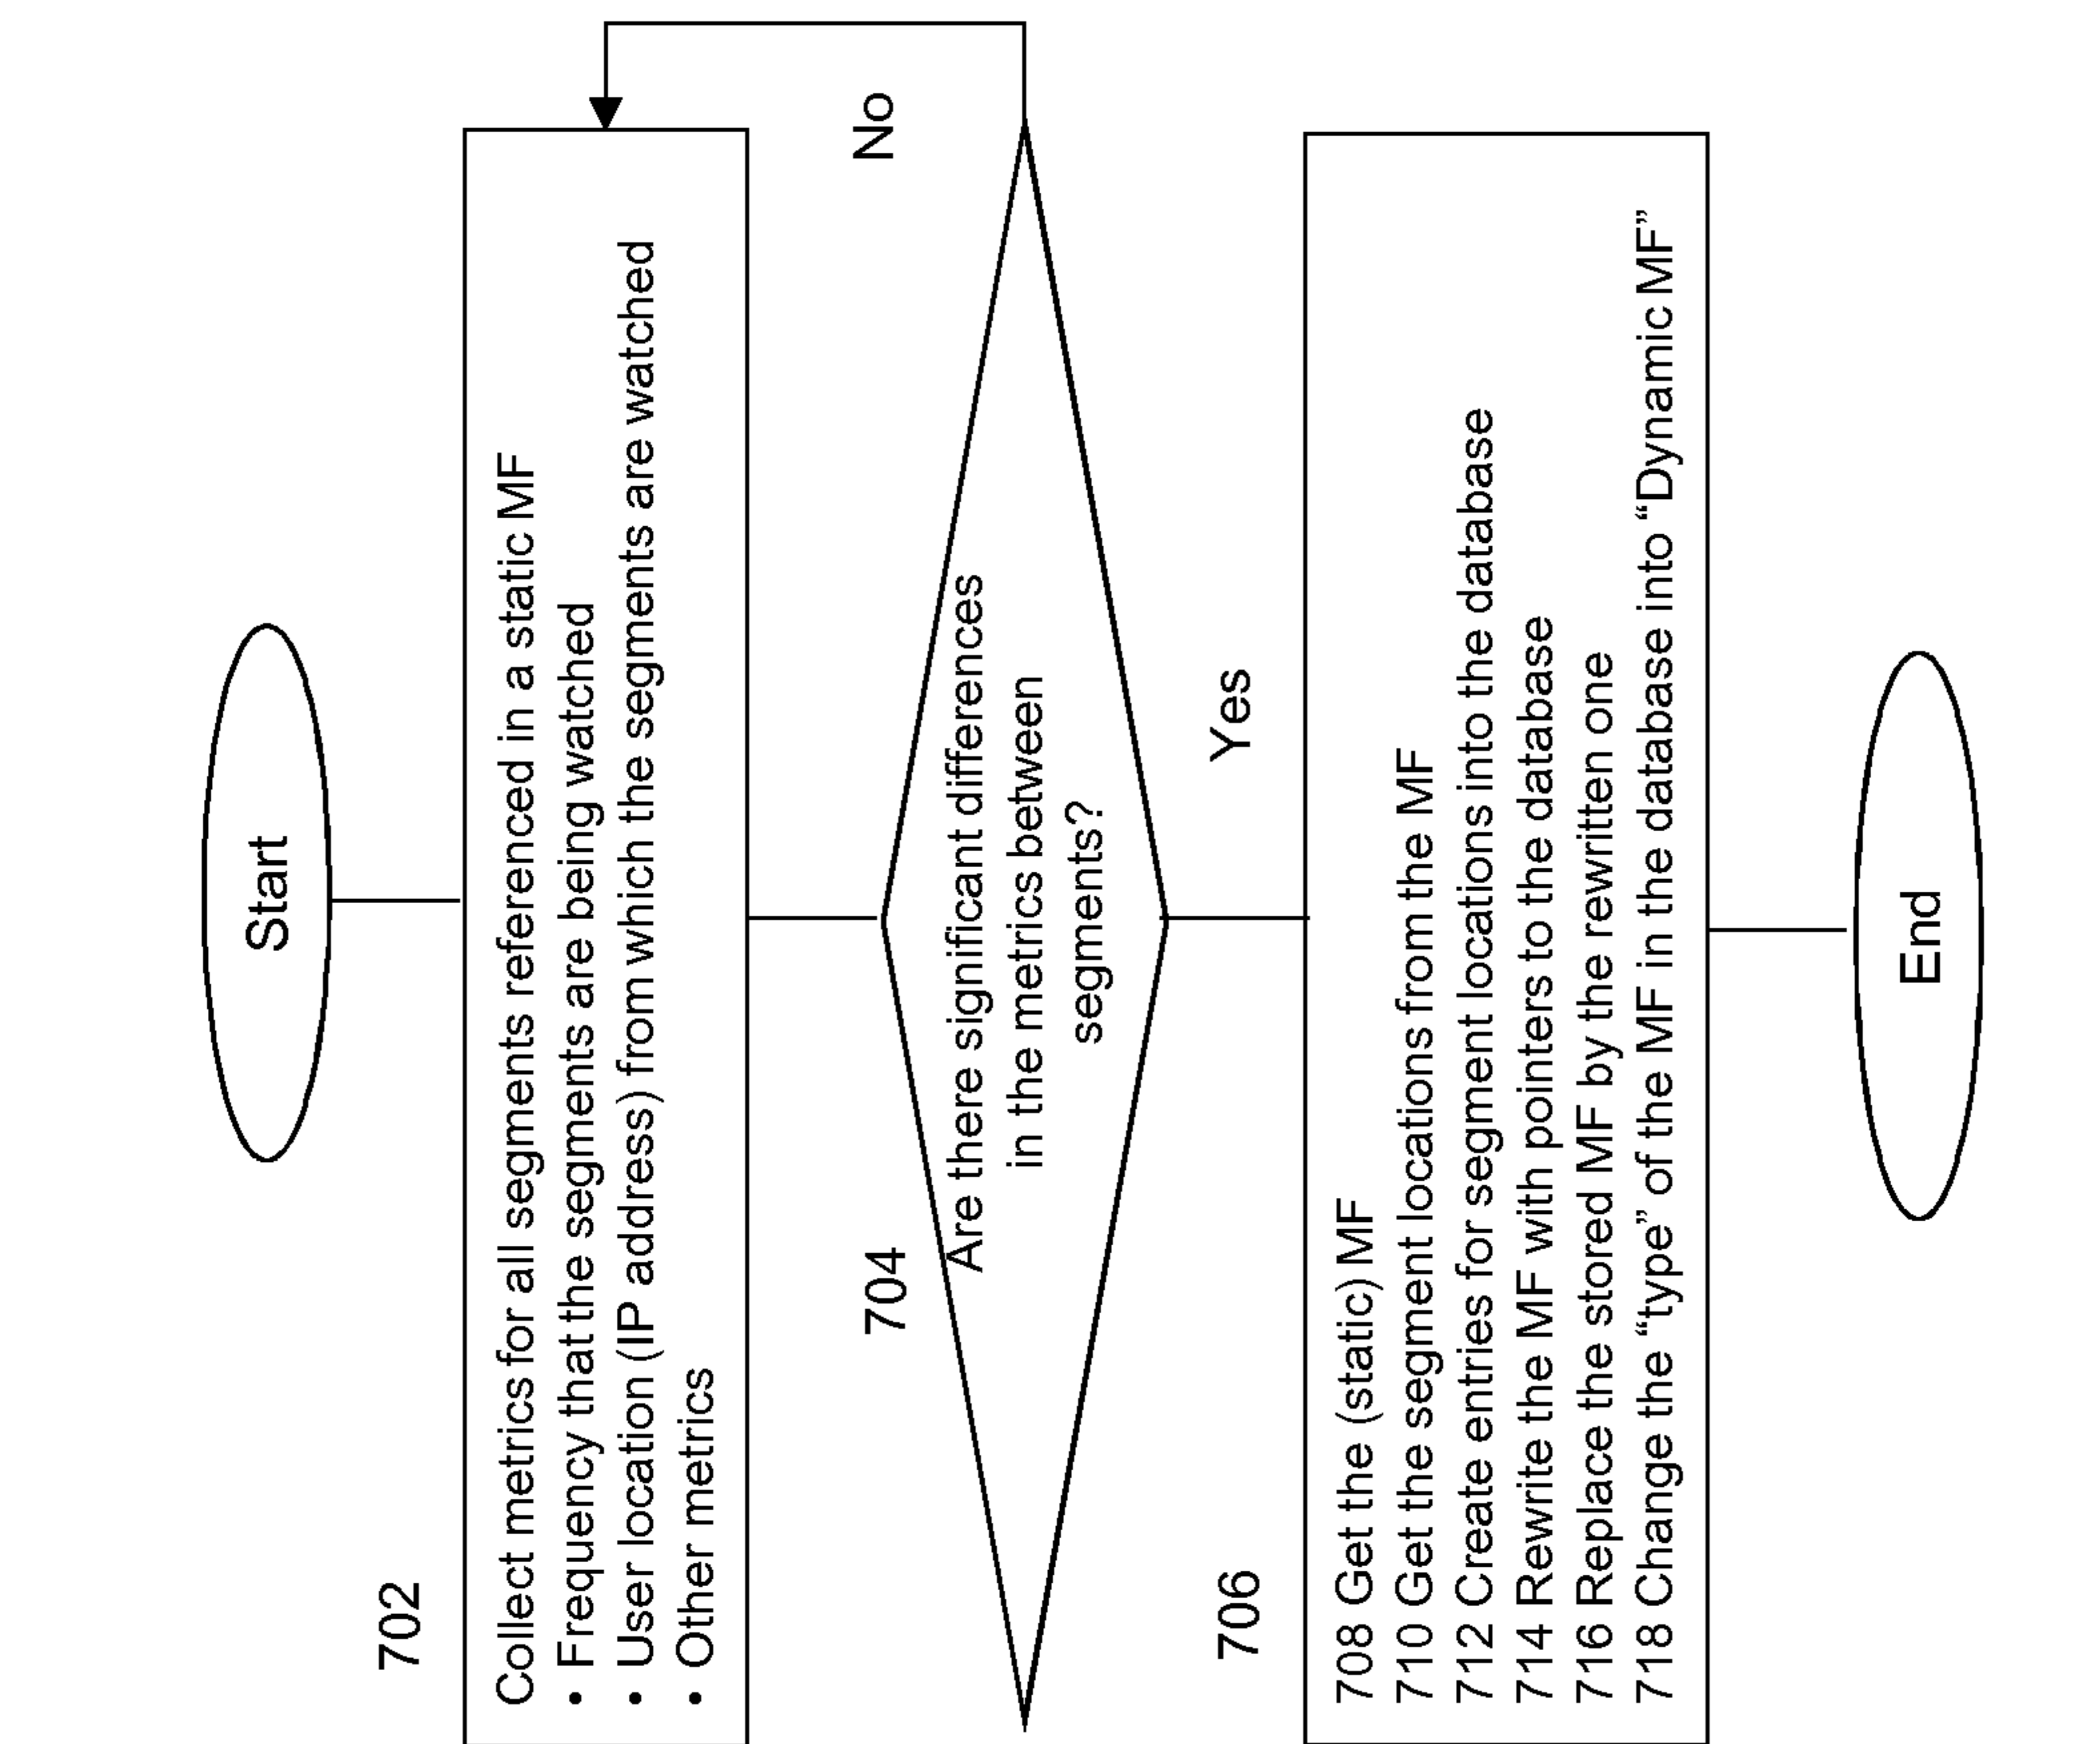 Start
702
Collect metrics for all segments referenced in a static MF
• Frequency that the segments are being watched
• User location (IP address) from which the segments are watched
• Other metrics
704
No
Are there significant differences
in the metrics between
segments?
Yes
706
708 Get the (static) MF
710 Get the segment locations from the MF
712 Create entries for segment locations into the database
714 Rewrite the MF with pointers to the database
716 Replace the stored MF by the rewritten one
718 Change the “type” of the MF in the database into “Dynamic MF”
End